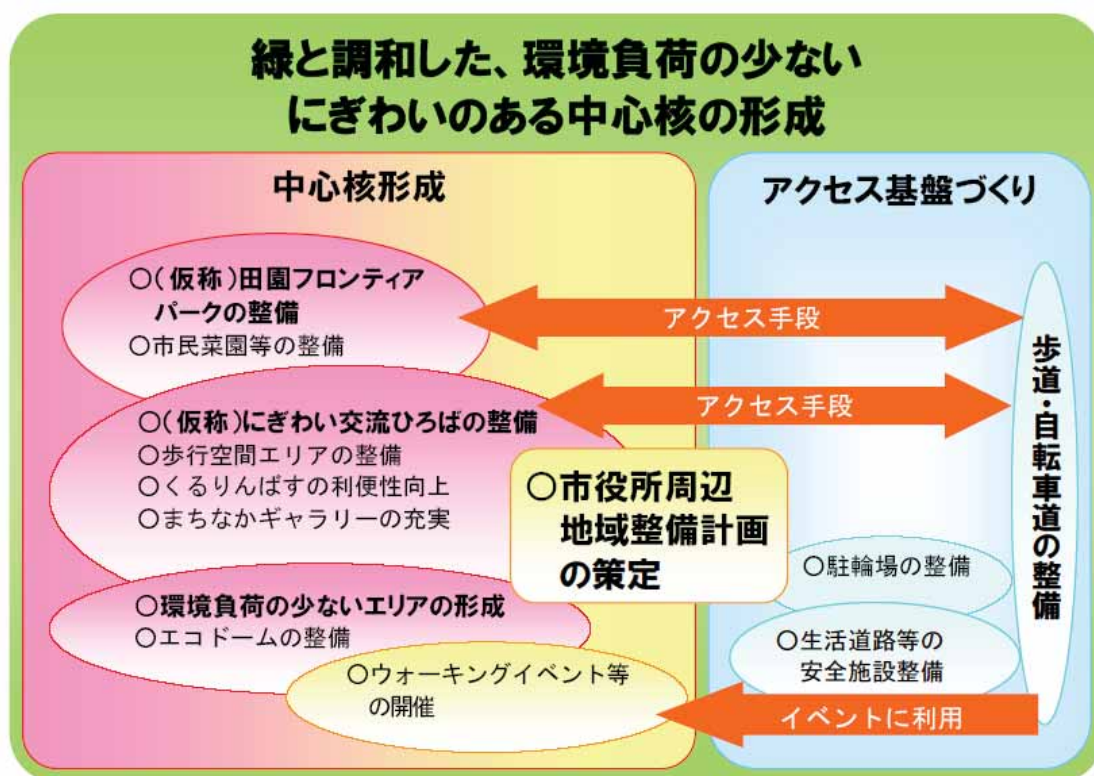 緑と調和した、環境負荷の少ない
にぎわいのある中心核の形成
中心核形成
○（仮称）田園フロンティア
パークの整備
○市民菜園等の整備
○（仮称）にぎわい交流ひろばの整備
○歩行空間エリアの整備
○くるりんばすの利便性向上
○まちなかギャラリーの充実
○環境負荷の少ないエリアの形成
○エコドームの整備
○ウォーキングイベント等
の開催
○市役所周辺
地域整備計画
の策定
アクセス基盤づくり
アクセス手段
アクセス手段
歩道・自転車道の整備
○駐輪場の整備
○生活道路等の
安全施設整備
イベントに利用